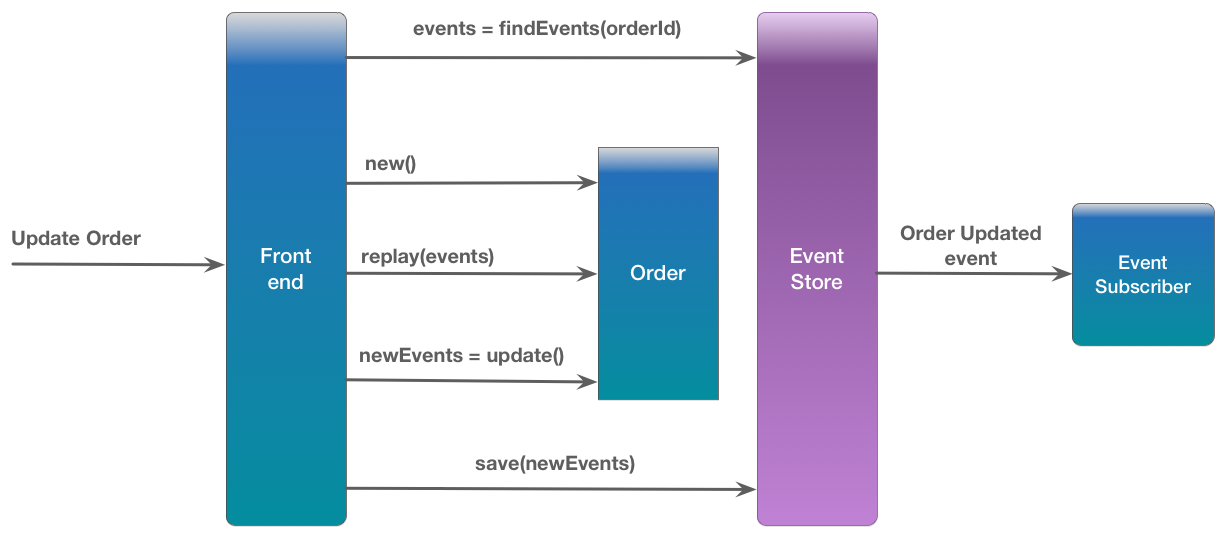 events = findEvents(orderId)
new()
Update Order
Front
end
replay(events)
Order
Event
Store
Order Updated
event
Event
Subscriber
newEvents = update()
save(newEvents)